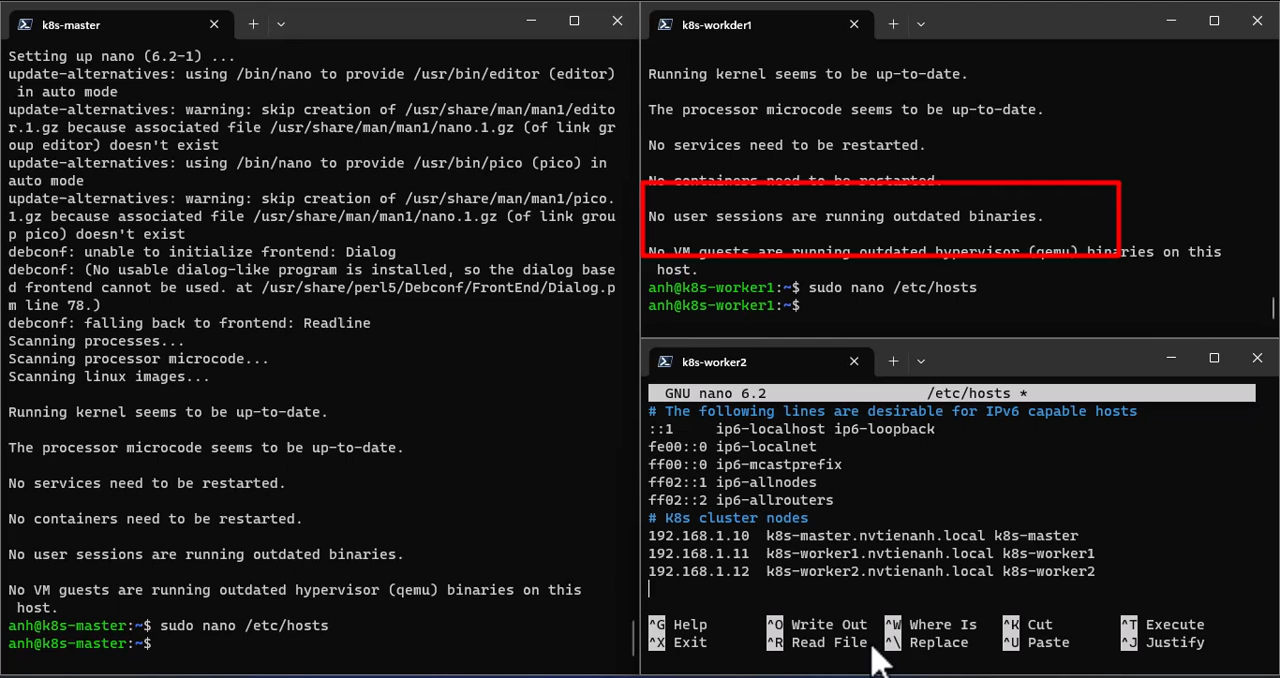 k8s-master
Setting up nano (6.2-1) ...
update-alternatives: using /bin/nano to provide /usr/bin/editor (editor)
in auto mode
update-alternatives: warning: skip creation of /usr/share/man/man1/edito
r.1.gz because associated file /usr/share/man/man1/nano.1.gz (of link gr
oup editor) doesn't exist
update-alternatives: using /bin/nano to provide /usr/bin/pico (pico) in
auto mode
update-alternatives: warning: skip creation of /usr/share/man/man1/pico.
1.gz because associated file /usr/share/man/man1/nano.1.gz (of link grou
p pico) doesn't exist
debconf: unable to initialize frontend: Dialog
debconf: (No usable dialog-like program is installed, so the dialog base
d frontend cannot be used. at /usr/share/perl5/Debconf/FrontEnd/Dialog.p
m line 78.)
debconf: falling back to frontend: Readline
Scanning processes...
Scanning processor microcode...
Scanning linux images...
Running kernel seems to be up-to-date.
The processor microcode seems to be up-to-date.
No services need to be restarted.
No containers need to be restarted.
No user sessions are running outdated binaries.
No VM guests are running outdated hypervisor (qemu) binaries on this
host.
anh@k8s-master:~$ sudo nano /etc/hosts
anh@k8s-master:~$
k8s-workder1
Running kernel seems to be up-to-date.
The processor microcode seems to be up-to-date.
No services need to be restarted.
No containers need to be restarted.
No user sessions are running outdated binaries.
No VM guests are running outdated hypervisor (qemu) binaries on this
host.
anh@k8s-worker1:~$ sudo nano /etc/hosts
anh@k8s-worker1:~$
k8s-worker2
GNU nano 6.2 /etc/hosts *
# The following lines are desirable for IPv6 capable hosts
::1 ip6-localhost ip6-loopback
fe00::0 ip6-localnet
ff00::0 ip6-mcastprefix
ff02::1 ip6-allnodes
ff02::2 ip6-allrouters
# K8s cluster nodes
192.168.1.10 k8s-master.nvtienanh.local k8s-master
192.168.1.11 k8s-worker1.nvtienanh.local k8s-worker1
192.168.1.12 k8s-worker2.nvtienanh.local k8s-worker2
^G Help ^O Write Out ^W Where Is ^K Cut ^T Execute
^X Exit ^R Read File ^\ Replace ^U Paste ^J Justify